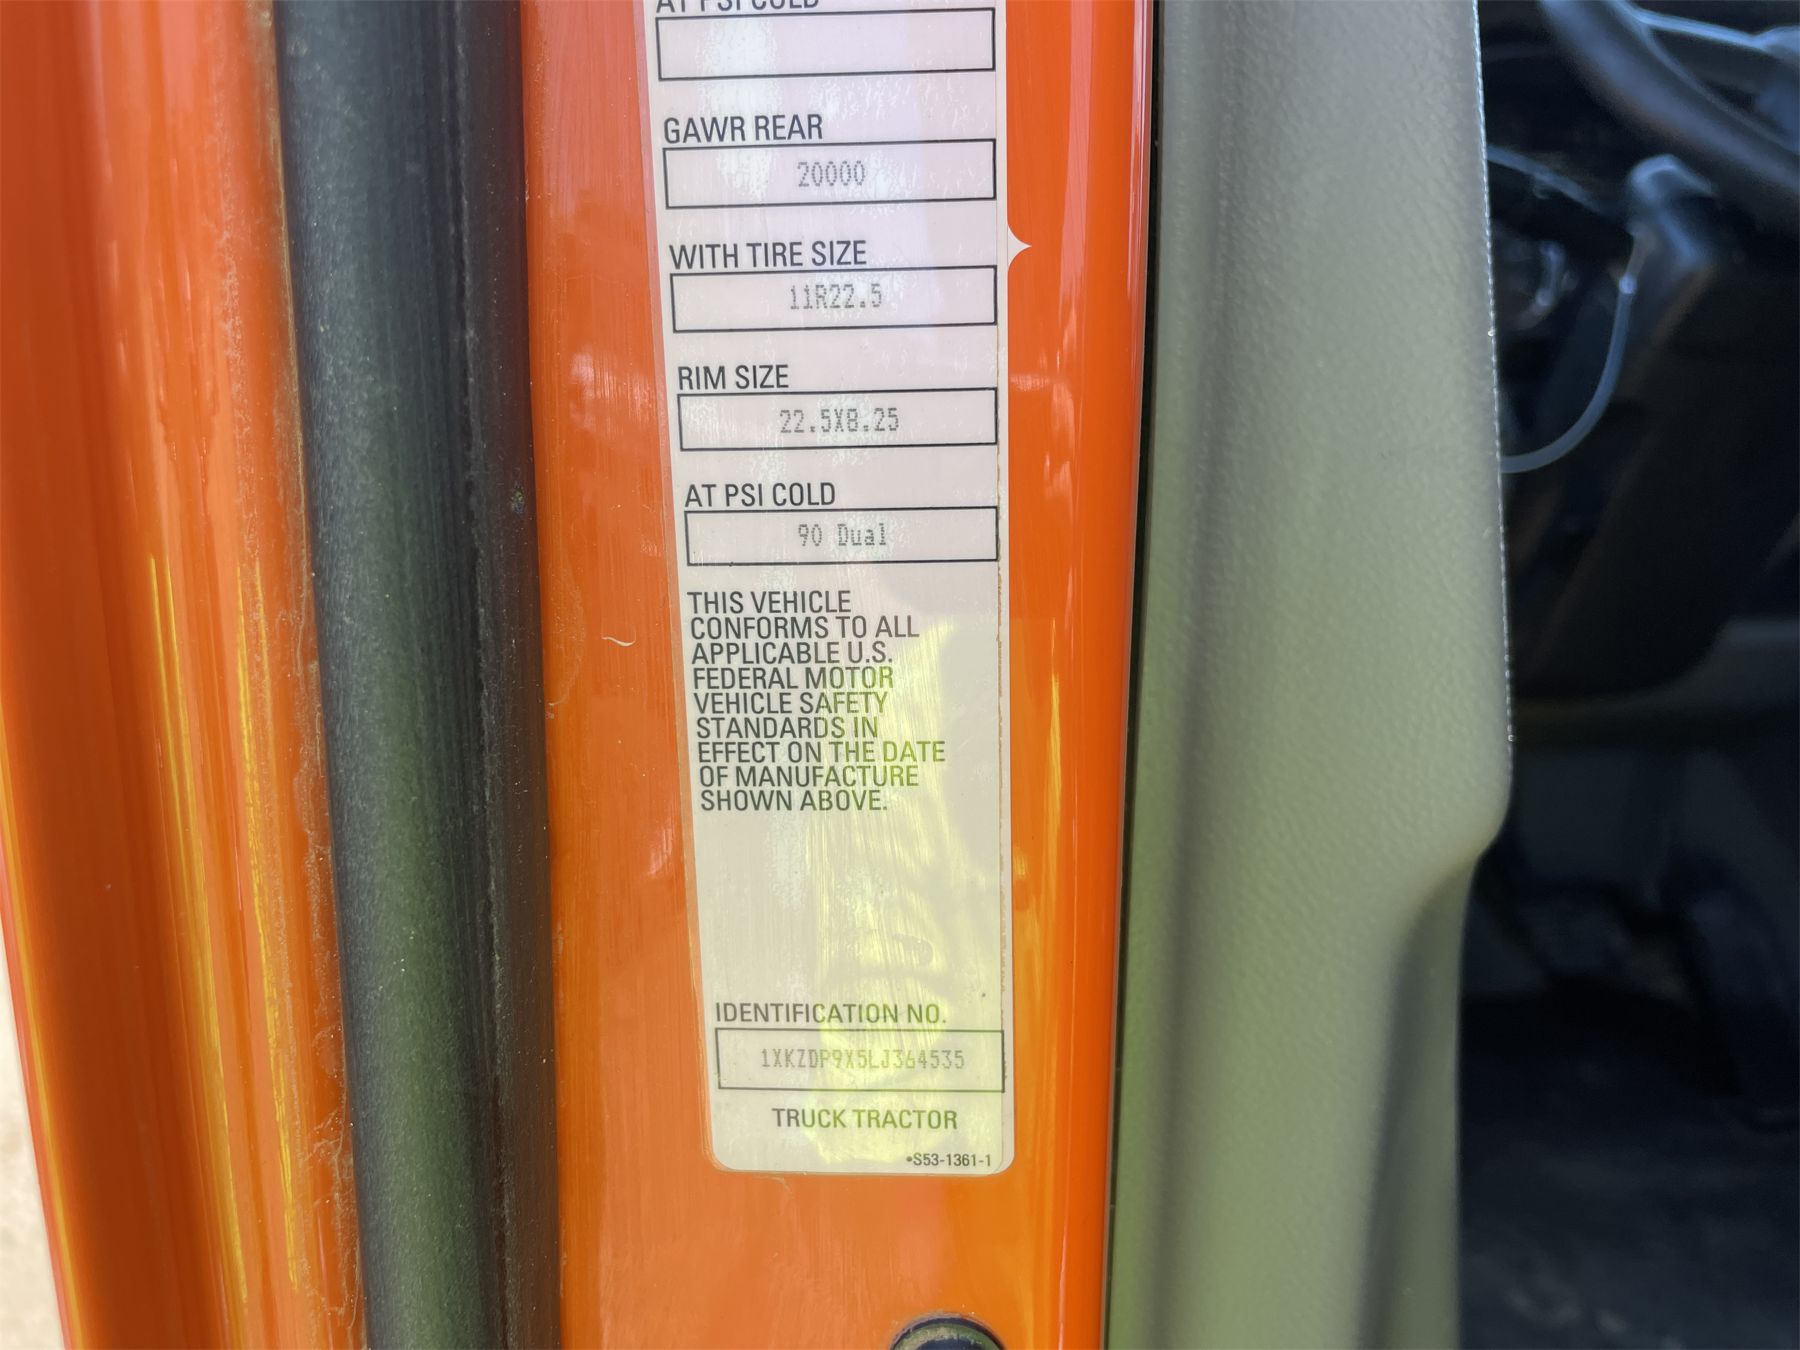 AT PSI COLD
GAWR REAR
20000
WITH TIRE SIZE
11R22.5
RIM SIZE
22.5X8.25
AT PSI COLD
90 Dual
THIS VEHICLE
CONFORMS TO ALL
APPLICABLE U.S.
FEDERAL MOTOR
VEHICLE SAFETY
STANDARDS IN
EFFECT ON THE DATE
OF MANUFACTURE
SHOWN ABOVE.
IDENTIFICATION NO.
1XKZDP9X5LJ364535
TRUCK TRACTOR
•S53-1361-1